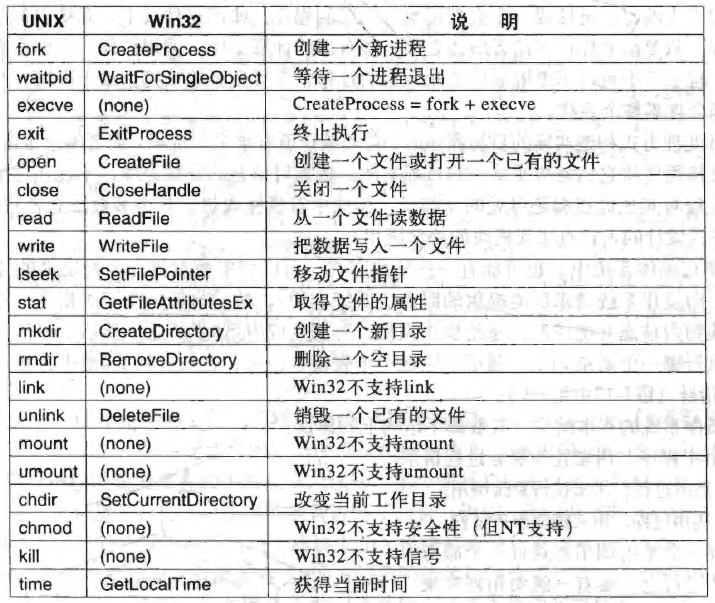 UNIX Win32 说 明
fork CreateProcess 创建一个新进程
waitpid WaitForSingleObject 等待一个进程退出
execve (none) CreateProcess = fork + execve
exit ExitProcess 终止执行
open CreateFile 创建一个文件或打开一个已有的文件
close CloseHandle 关闭一个文件
read ReadFile 从一个文件读数据
write WriteFile 把数据写入一个文件
lseek SetFilePointer 移动文件指针
stat GetFileAttributesEx 取得文件的属性
mkdir CreateDirectory 创建一个新目录
rmdir RemoveDirectory 删除一个空目录
link (none) Win32不支持link
unlink DeleteFile 销毁一个已有的文件
mount (none) Win32不支持mount
umount (none) Win32不支持umount
chdir SetCurrentDirectory 改变当前工作目录
chmod (none) Win32不支持安全性（但NT支持）
kill (none) Win32不支持信号
time GetLocalTime 获得当前时间